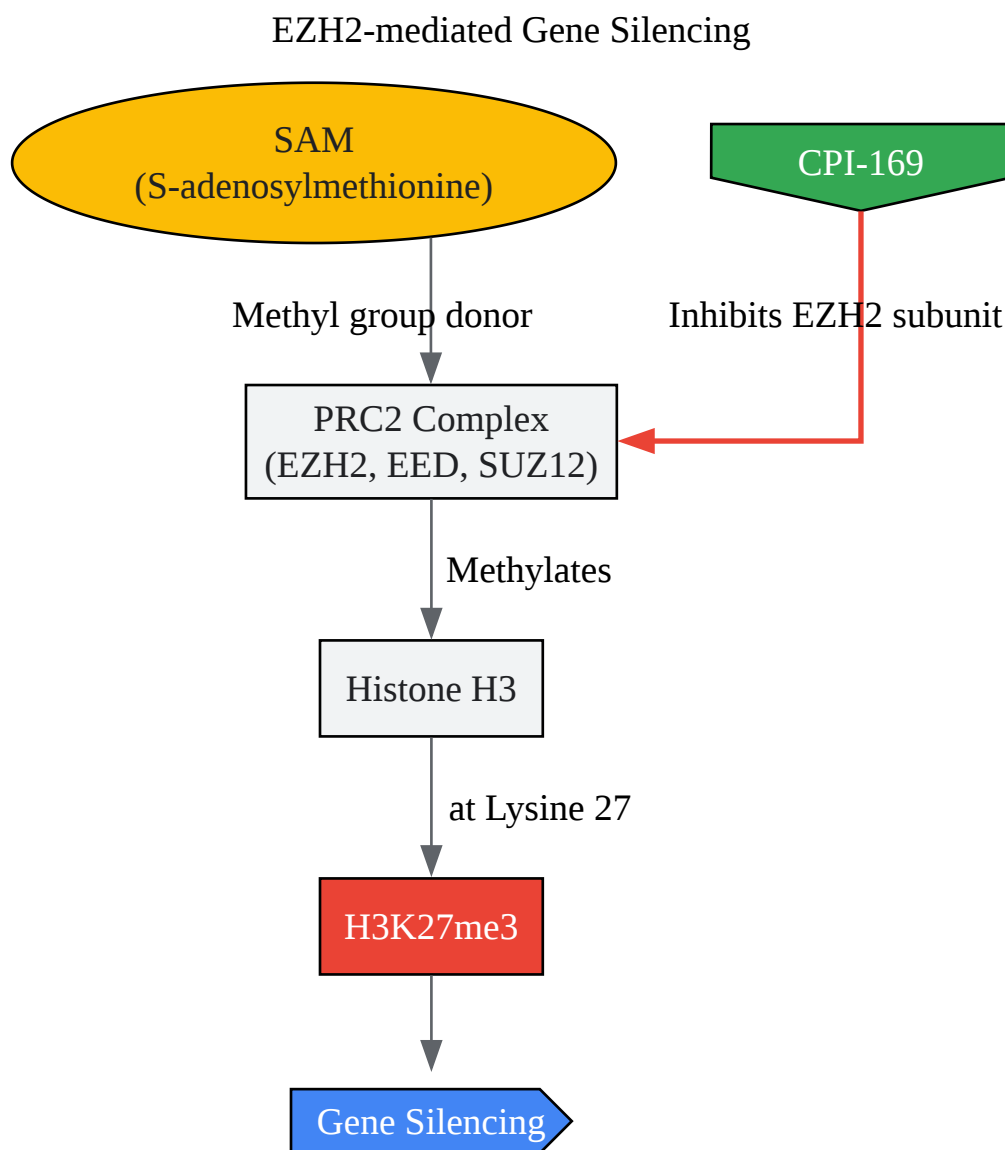 EZH2-mediated Gene Silencing
SAM
(S-adenosylmethionine)
CPI-169
Methyl group donor
Inhibits EZH2 subunit
PRC2 Complex
(EZH2, EED, SUZ12)
Methylates
Histone H3
at Lysine 27
H3K27me3
Gene Silencing